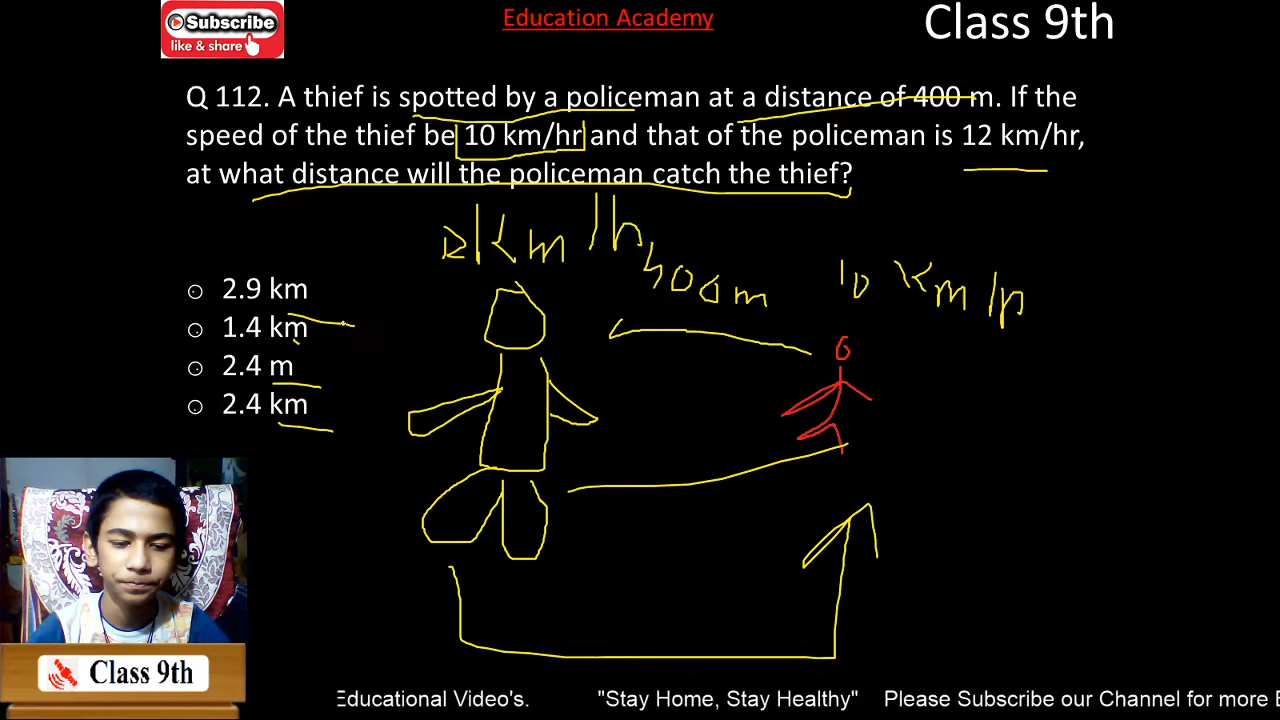 Subscribe
like & share
Education Academy
Class 9th
Q 112. A thief is spotted by a policeman at a distance of 400 m. If the
speed of the thief be 10 km/hr and that of the policeman is 12 km/hr,
at what distance will the policeman catch the thief?
12 km/h
400m
10 km/h
2.9 km
1.4 km
2.4 m
2.4 km
Class 9th
Educational Video's. "Stay Home, Stay Healthy" Please Subscribe our Channel for more